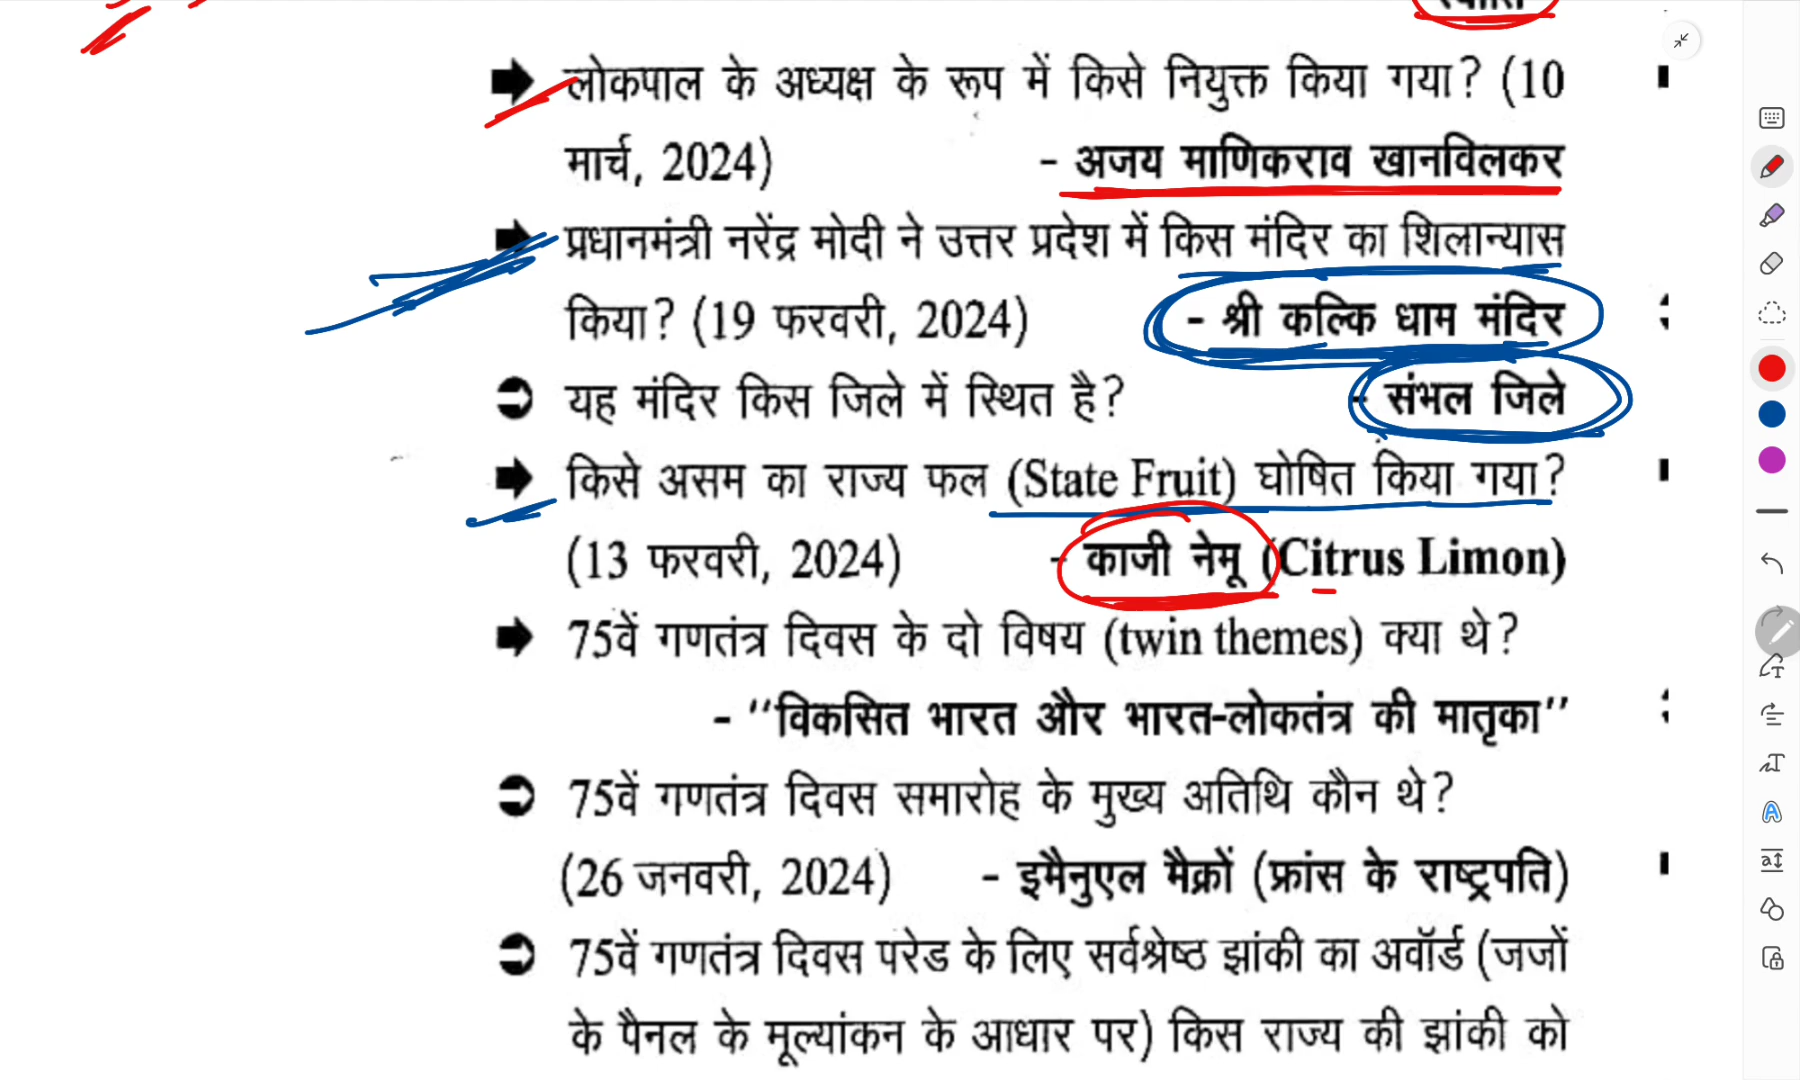 ➡ लोकपाल के अध्यक्ष के रूप में किसे नियुक्त किया गया? (10
मार्च, 2024) - अजय माणिकराव खानविलकर
➡ प्रधानमंत्री नरेंद्र मोदी ने उत्तर प्रदेश में किस मंदिर का शिलान्यास
किया? (19 फरवरी, 2024) - श्री कल्कि धाम मंदिर
➲ यह मंदिर किस जिले में स्थित है? - संभल जिले
➡ किसे असम का राज्य फल (State Fruit) घोषित किया गया?
(13 फरवरी, 2024) - काजी नेमू (Citrus Limon)
➡ 75वें गणतंत्र दिवस के दो विषय (twin themes) क्या थे?
- ‘‘विकसित भारत और भारत-लोकतंत्र की मातृका’’
➲ 75वें गणतंत्र दिवस समारोह के मुख्य अतिथि कौन थे?
(26 जनवरी, 2024) - इमैनुएल मैक्रों (फ्रांस के राष्ट्रपति)
➲ 75वें गणतंत्र दिवस परेड के लिए सर्वश्रेष्ठ झांकी का अवॉर्ड (जजों
के पैनल के मूल्यांकन के आधार पर) किस राज्य की झांकी को